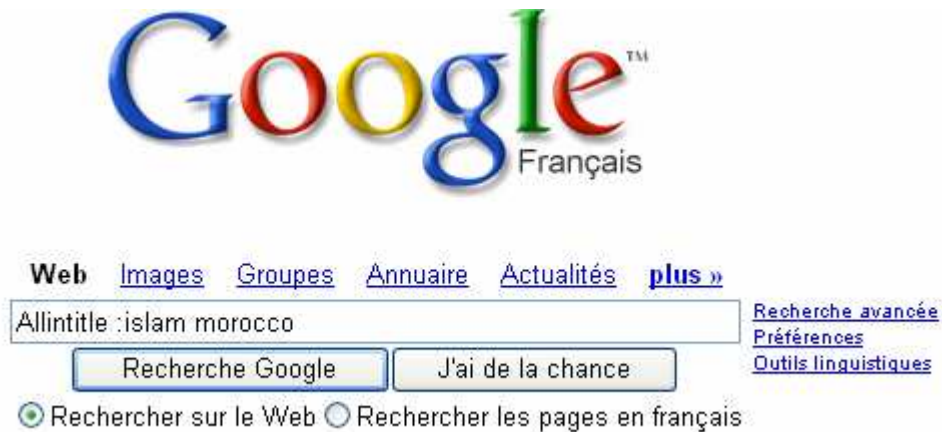 Google™
Français
Web Images Groupes Annuaire Actualités plus »
Allintitle :islam morocco
Recherche avancée
Préférences
Outils linguistiques
Recherche Google J'ai de la chance
Rechercher sur le Web Rechercher les pages en français